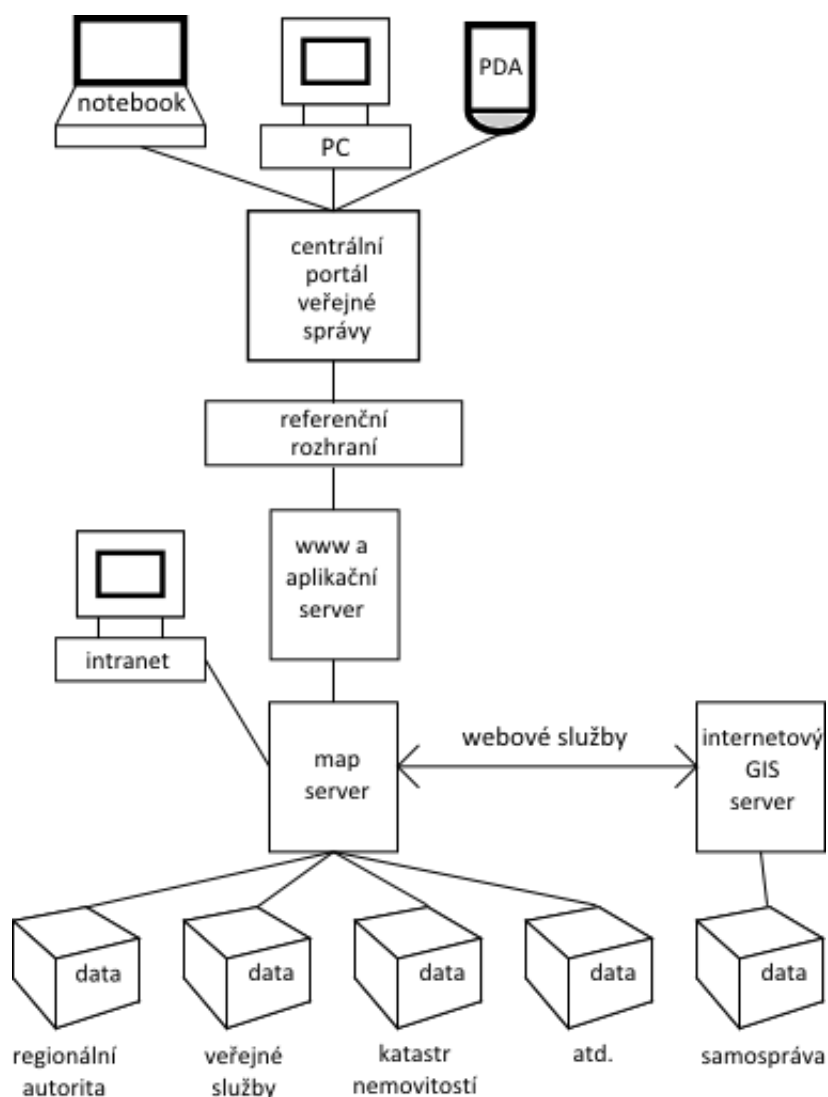 notebook
PC
PDA
centrální
portál
veřejné
správy
referenční
rozhraní
www a
aplikační
server
intranet
map
server
webové služby
internetový
GIS
server
data
data
data
data
data
regionální
autorita
veřejné
služby
katastr
nemovitostí
atd.
samospráva